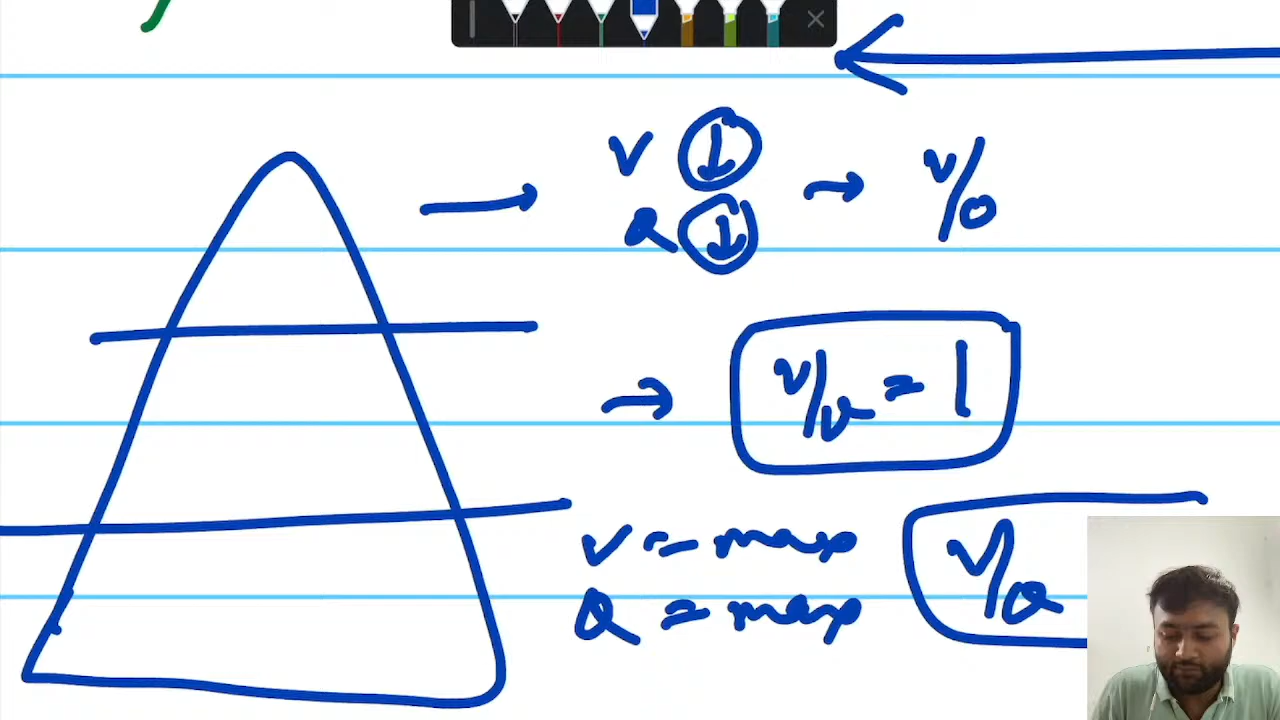 V ↓ → V/Q
Q ↓
→ V/Q = 1
V = max
Q = max
V/Q